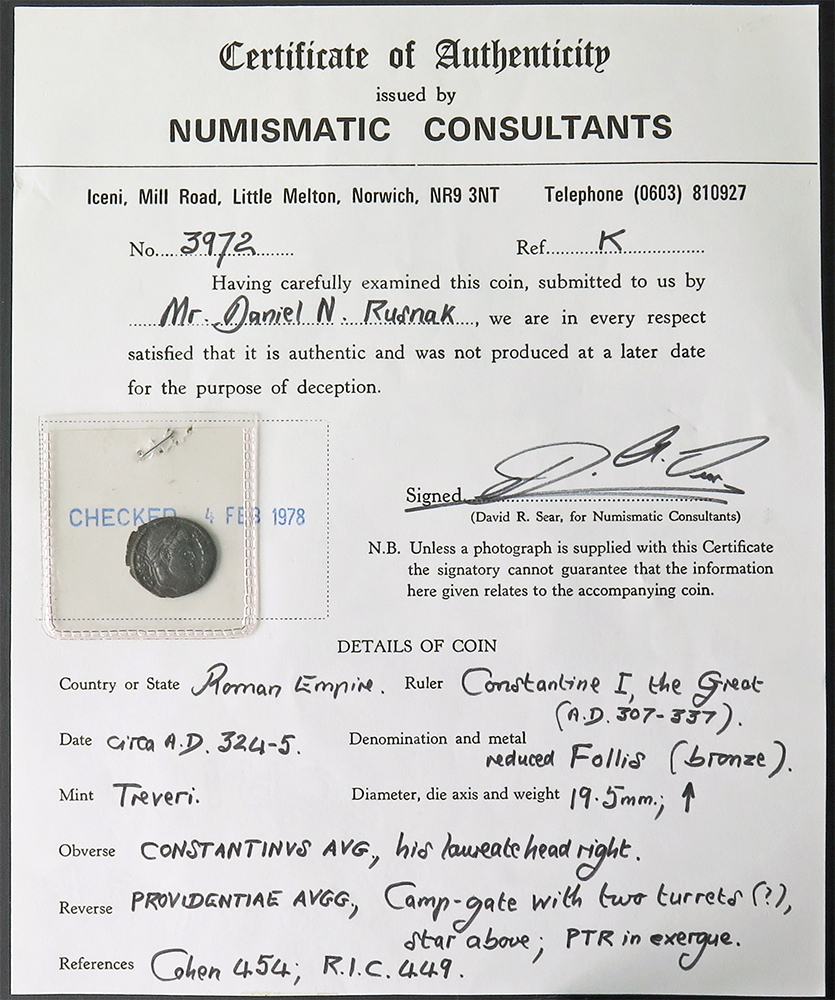 Certificate of Authenticity
issued by
NUMISMATIC CONSULTANTS
Iceni, Mill Road, Little Melton, Norwich, NR9 3NT Telephone (0603) 810927
No.... 3972 ........ Ref........... K .................
Having carefully examined this coin, submitted to us by
...... Mr. Daniel N. Rusnak ...., we are in every respect
satisfied that it is authentic and was not produced at a later date
for the purpose of deception.
CHECKED 4 FEB 1978
Signed D. R. Sear
(David R. Sear, for Numismatic Consultants)
N.B. Unless a photograph is supplied with this Certificate
the signatory cannot guarantee that the information
here given relates to the accompanying coin.
DETAILS OF COIN
Country or State Roman Empire. Ruler Constantine I, the Great
(A.D. 307-337).
Date circa A.D. 324-5. Denomination and metal
reduced Follis (bronze).
Mint Treveri. Diameter, die axis and weight 19.5mm.; ↑
Obverse CONSTANTINVS AVG., his laureate head right.
Reverse PROVIDENTIAE AVGG., Camp-gate with two turrets (?),
star above; PTR in exergue.
References Cohen 454; R.I.C. 449.